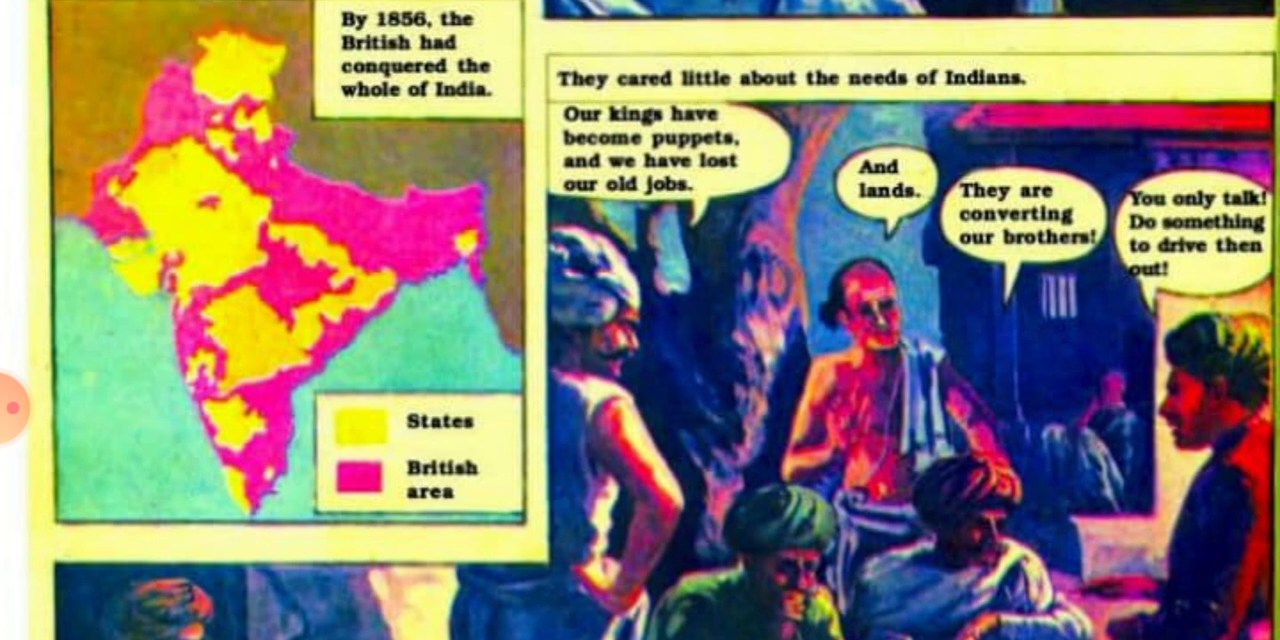 By 1856, the
British had
conquered the
whole of India.
States
British
area
They cared little about the needs of Indians.
Our kings have
become puppets,
and we have lost
our old jobs.
And
lands.
They are
converting
our brothers!
You only talk!
Do something
to drive then
out!